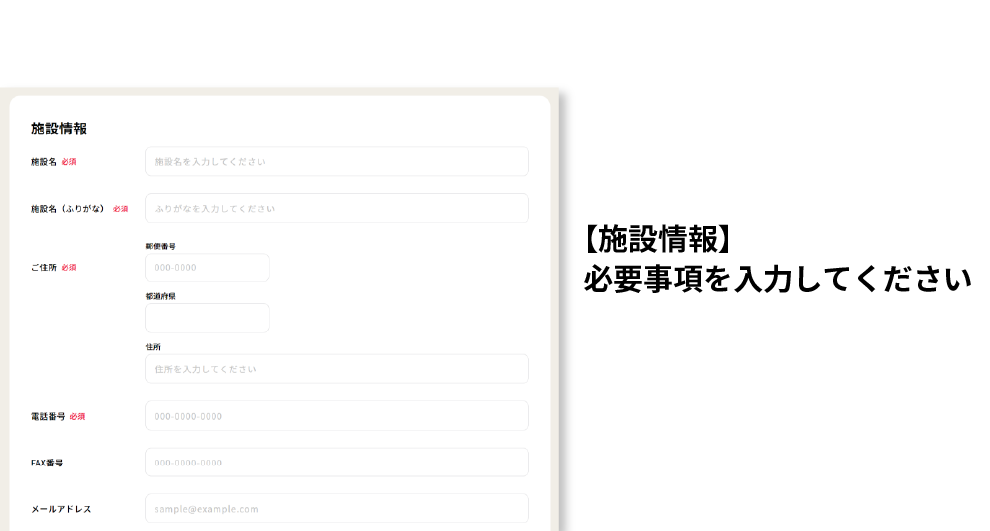 施設情報
施設名 必須
施設名を入力してください
施設名（ふりがな） 必須
ふりがなを入力してください
郵便番号
ご住所 必須
000-0000
都道府県
住所
住所を入力してください
電話番号 必須
000-0000-0000
FAX番号
000-0000-0000
メールアドレス
sample@example.com
【施設情報】
必要事項を入力してください